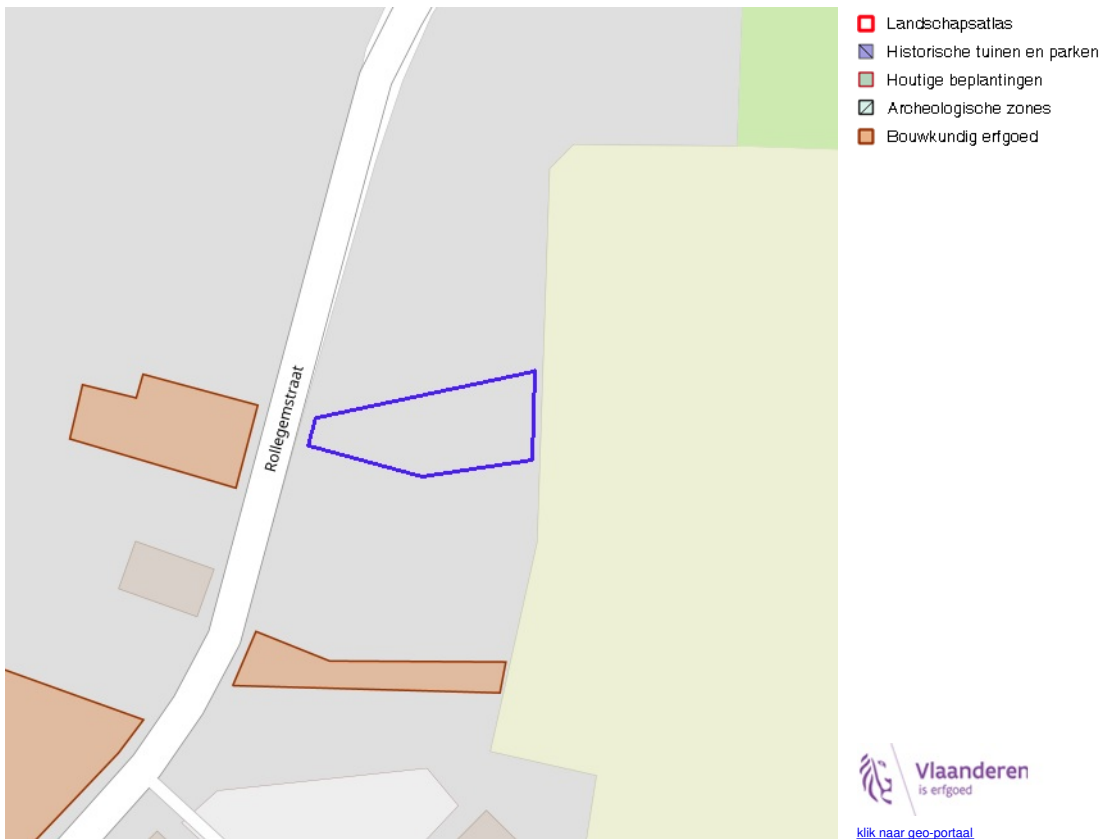 Landschapsatlas
Historische tuinen en parken
Houtige beplantingen
Archeologische zones
Bouwkundig erfgoed
Rollegemstraat
Vlaanderen
is erfgoed
klik naar geo-portaal